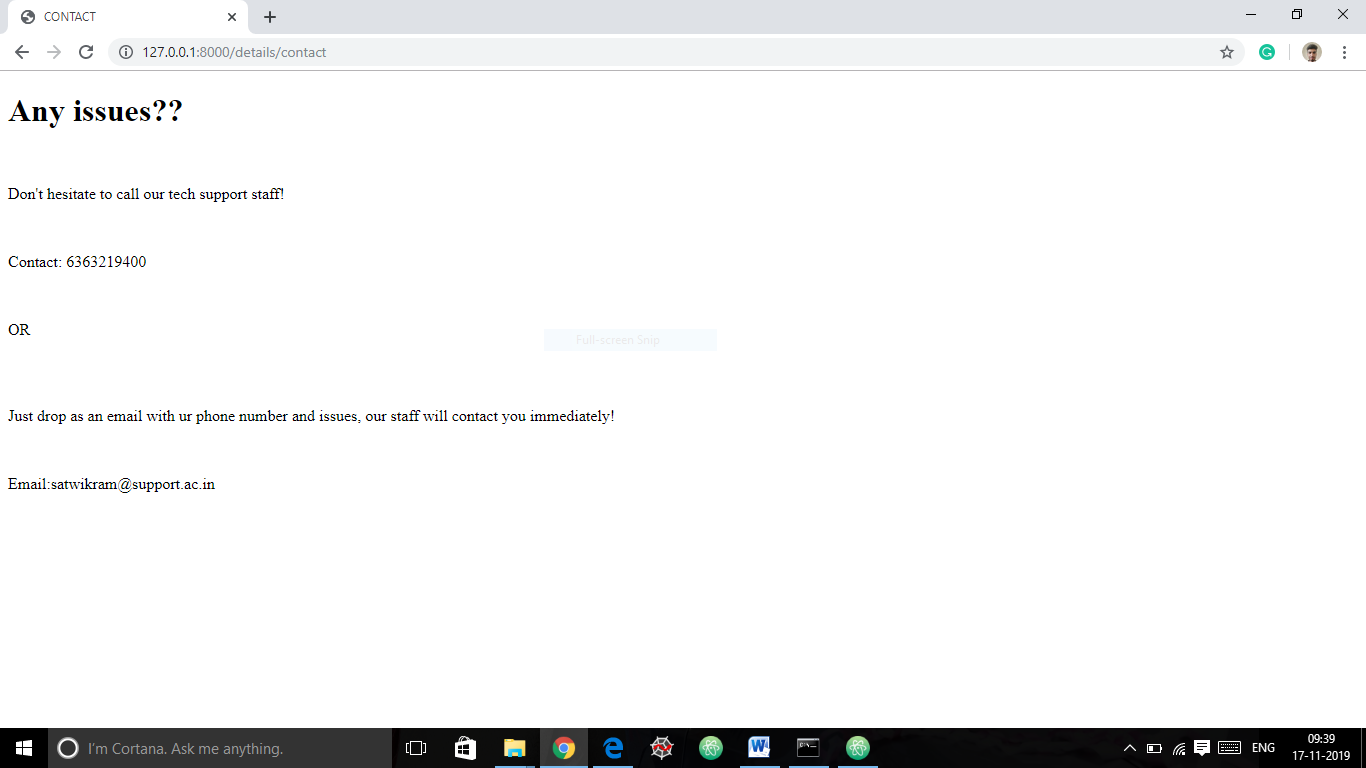 CONTACT
127.0.0.1:8000/details/contact
Any issues??
Don't hesitate to call our tech support staff!
Contact: 6363219400
OR
Full-screen Snip
Just drop as an email with ur phone number and issues, our staff will contact you immediately!
Email:satwikram@support.ac.in
I'm Cortana. Ask me anything.
ENG
09:39
17-11-2019